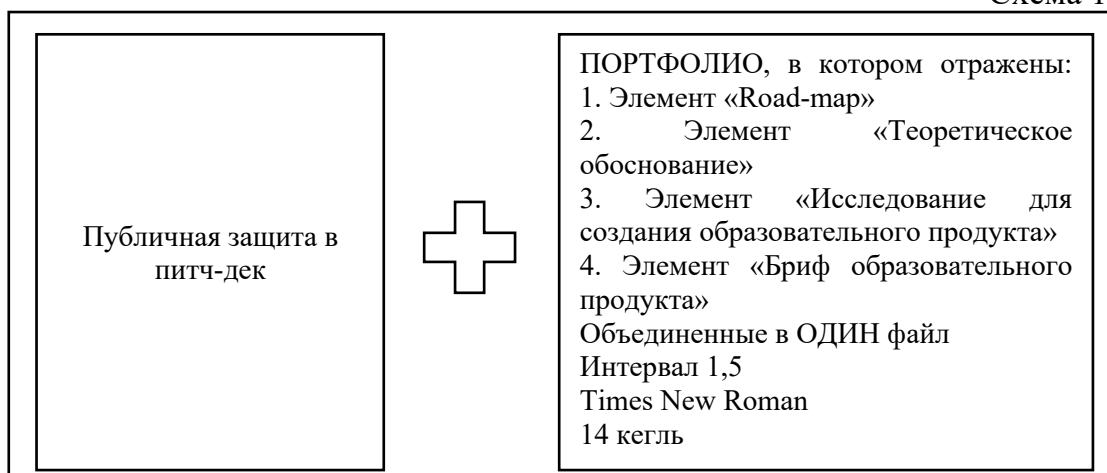 Схема 1
Публичная защита в
питч-дек
ПОРТФОЛИО, в котором отражены:
1. Элемент «Road-map»
2. Элемент «Теоретическое
обоснование»
3. Элемент «Исследование для
создания образовательного продукта»
4. Элемент «Бриф образовательного
продукта»
Объединенные в ОДИН файл
Интервал 1,5
Times New Roman
14 кегль